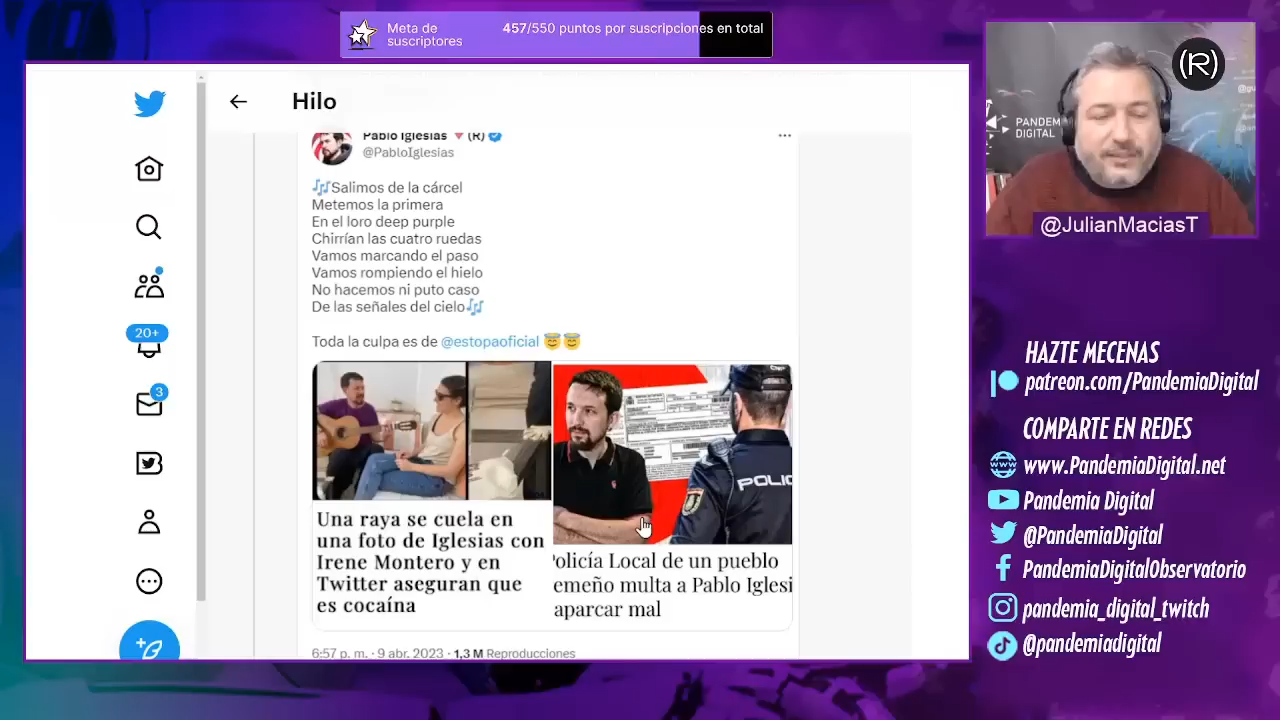 Meta de
suscriptores
457/550 puntos por suscripciones en total
Hilo
Pablo Iglesias (R)
@PabloIglesias
Salimos de la cárcel
Metemos la primera
En el loro deep purple
Chirrían las cuatro ruedas
Vamos marcando el paso
Vamos rompiendo el hielo
No hacemos ni puto caso
De las señales del cielo
Toda la culpa es de @estopaoficial
Una raya se cuela en
una foto de Iglesias con
Irene Montero y en
Twitter aseguran que
es cocaína
POLIC
Policía Local de un pueblo
emeño multa a Pablo Iglesi
aparcar mal
6:57 p. m. · 9 abr. 2023 · 1,3 M Reproducciones
20+
3
(R)
PANDEM
DIGITAL
@JulianMaciasT
HAZTE MECENAS
patreon.com/PandemiaDigital
COMPARTE EN REDES
www.PandemiaDigital.net
Pandemia Digital
@PandemiaDigital
PandemiaDigitalObservatorio
pandemia_digital_twitch
@pandemiadigital